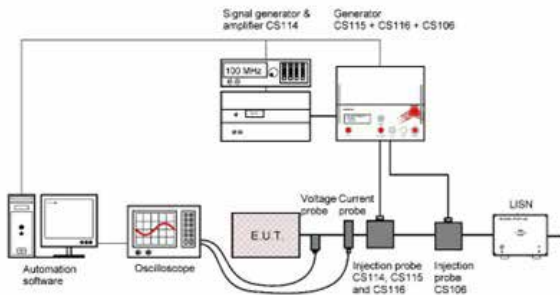 Signal generator &
amplifier CS114
Generator
CS115 + CS116 + CS106
100 MHz
Voltage
probe
Current
probe
LISN
E.U.T.
Automation
software
Oscilloscope
Injection probe
CS114, CS115
and CS116
Injection
probe
CS106